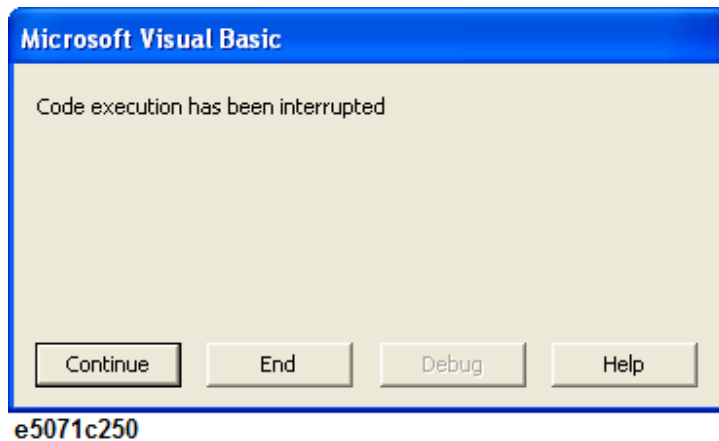 Microsoft Visual Basic
Code execution has been interrupted
Continue End Debug Help
e5071c250